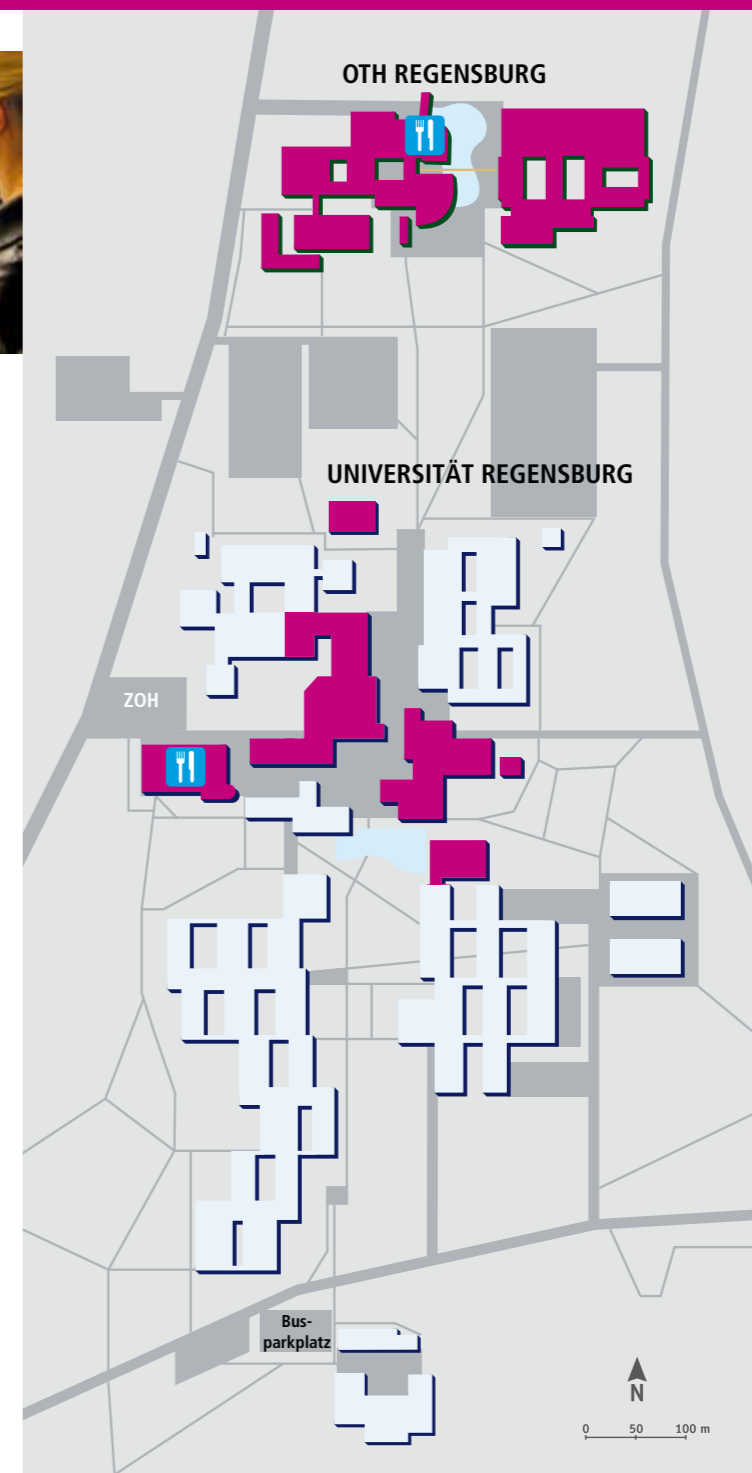 OTH REGENSBURG
UNIVERSITÄT REGENSBURG
ZOH
Bus-
parkplatz
N
0 50 100 m